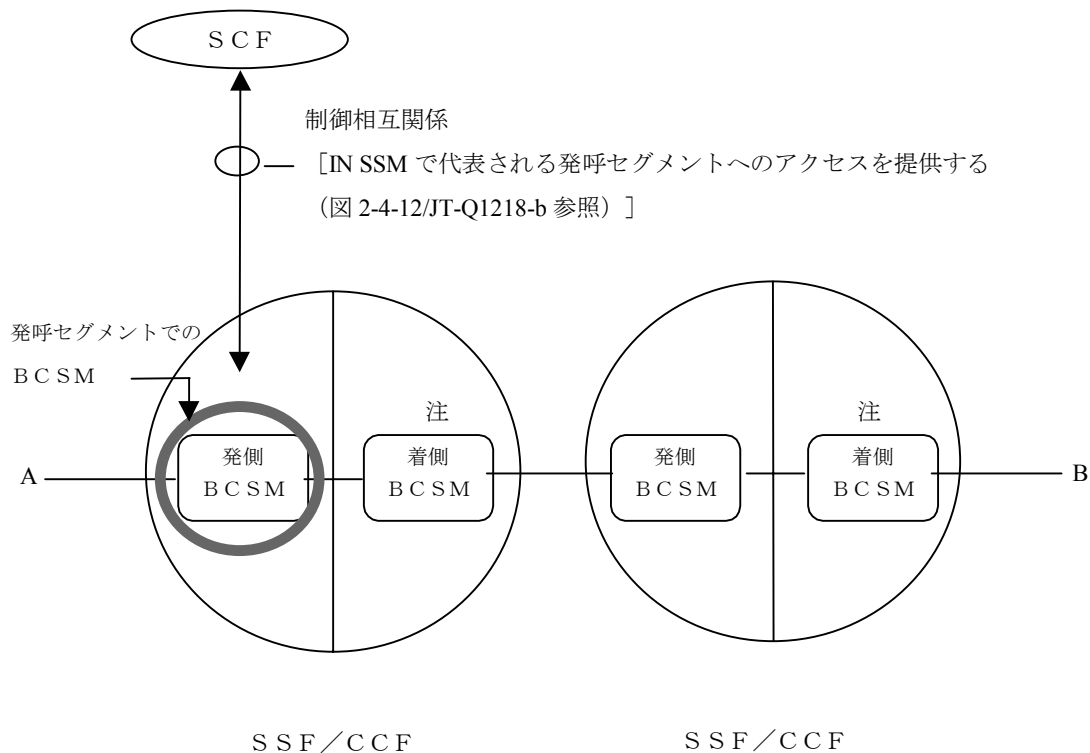 ＳＣＦ
制御相互関係
［IN SSM で代表される発呼セグメントへのアクセスを提供する
（図 2-4-12/JT-Q1218-b 参照）］
発呼セグメントでの
ＢＣＳＭ
注
注
発側
ＢＣＳＭ
着側
ＢＣＳＭ
発側
ＢＣＳＭ
着側
ＢＣＳＭ
A
B
ＳＳＦ／ＣＣＦ
ＳＳＦ／ＣＣＦ